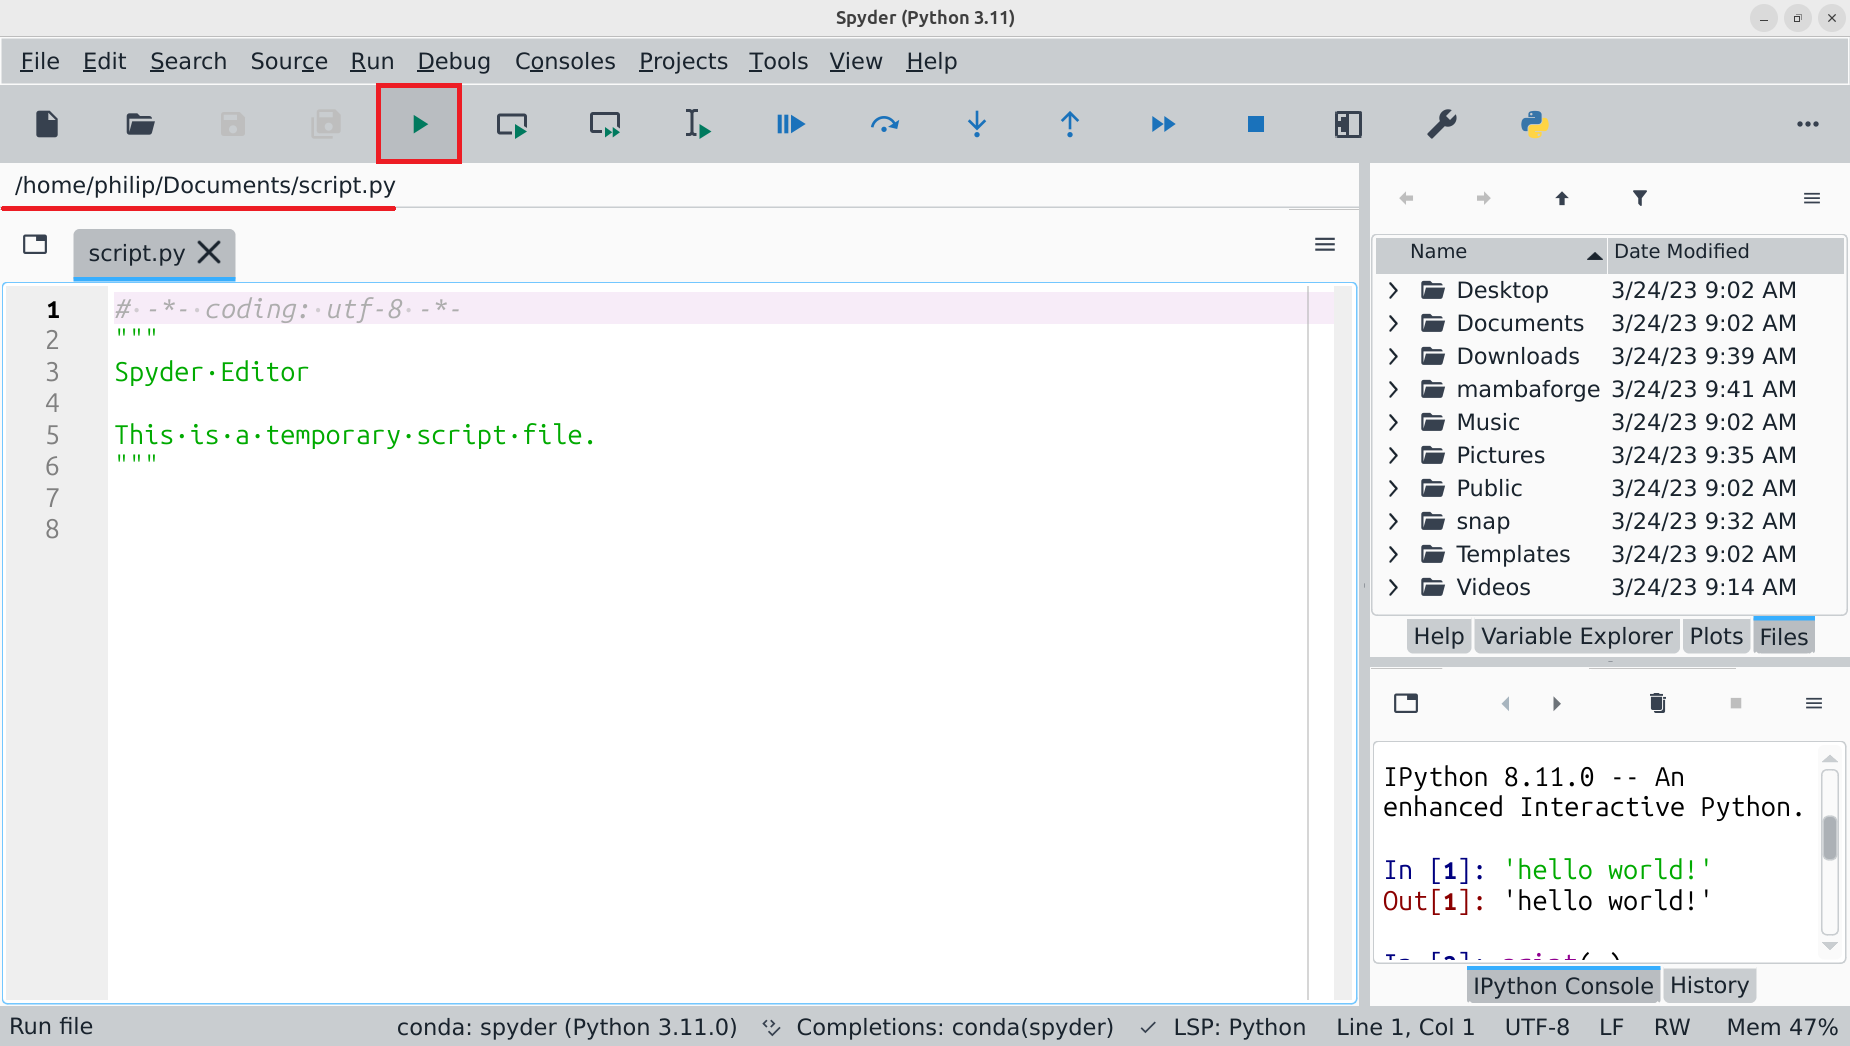 Spyder (Python 3.11)
File Edit Search Source Run Debug Consoles Projects Tools View Help
/home/philip/Documents/script.py
script.py
1 # -*- coding: utf-8 -*-
2 """
3 Spyder Editor
4
5 This is a temporary script file.
6 """
7
8
Name Date Modified
Desktop 3/24/23 9:02 AM
Documents 3/24/23 9:02 AM
Downloads 3/24/23 9:39 AM
mambaforge 3/24/23 9:41 AM
Music 3/24/23 9:02 AM
Pictures 3/24/23 9:35 AM
Public 3/24/23 9:02 AM
snap 3/24/23 9:32 AM
Templates 3/24/23 9:02 AM
Videos 3/24/23 9:14 AM
Help Variable Explorer Plots Files
IPython 8.11.0 -- An
enhanced Interactive Python.
In [1]: 'hello world!'
Out[1]: 'hello world!'
IPython Console History
Run file conda: spyder (Python 3.11.0) Completions: conda(spyder) LSP: Python Line 1, Col 1 UTF-8 LF RW Mem 47%